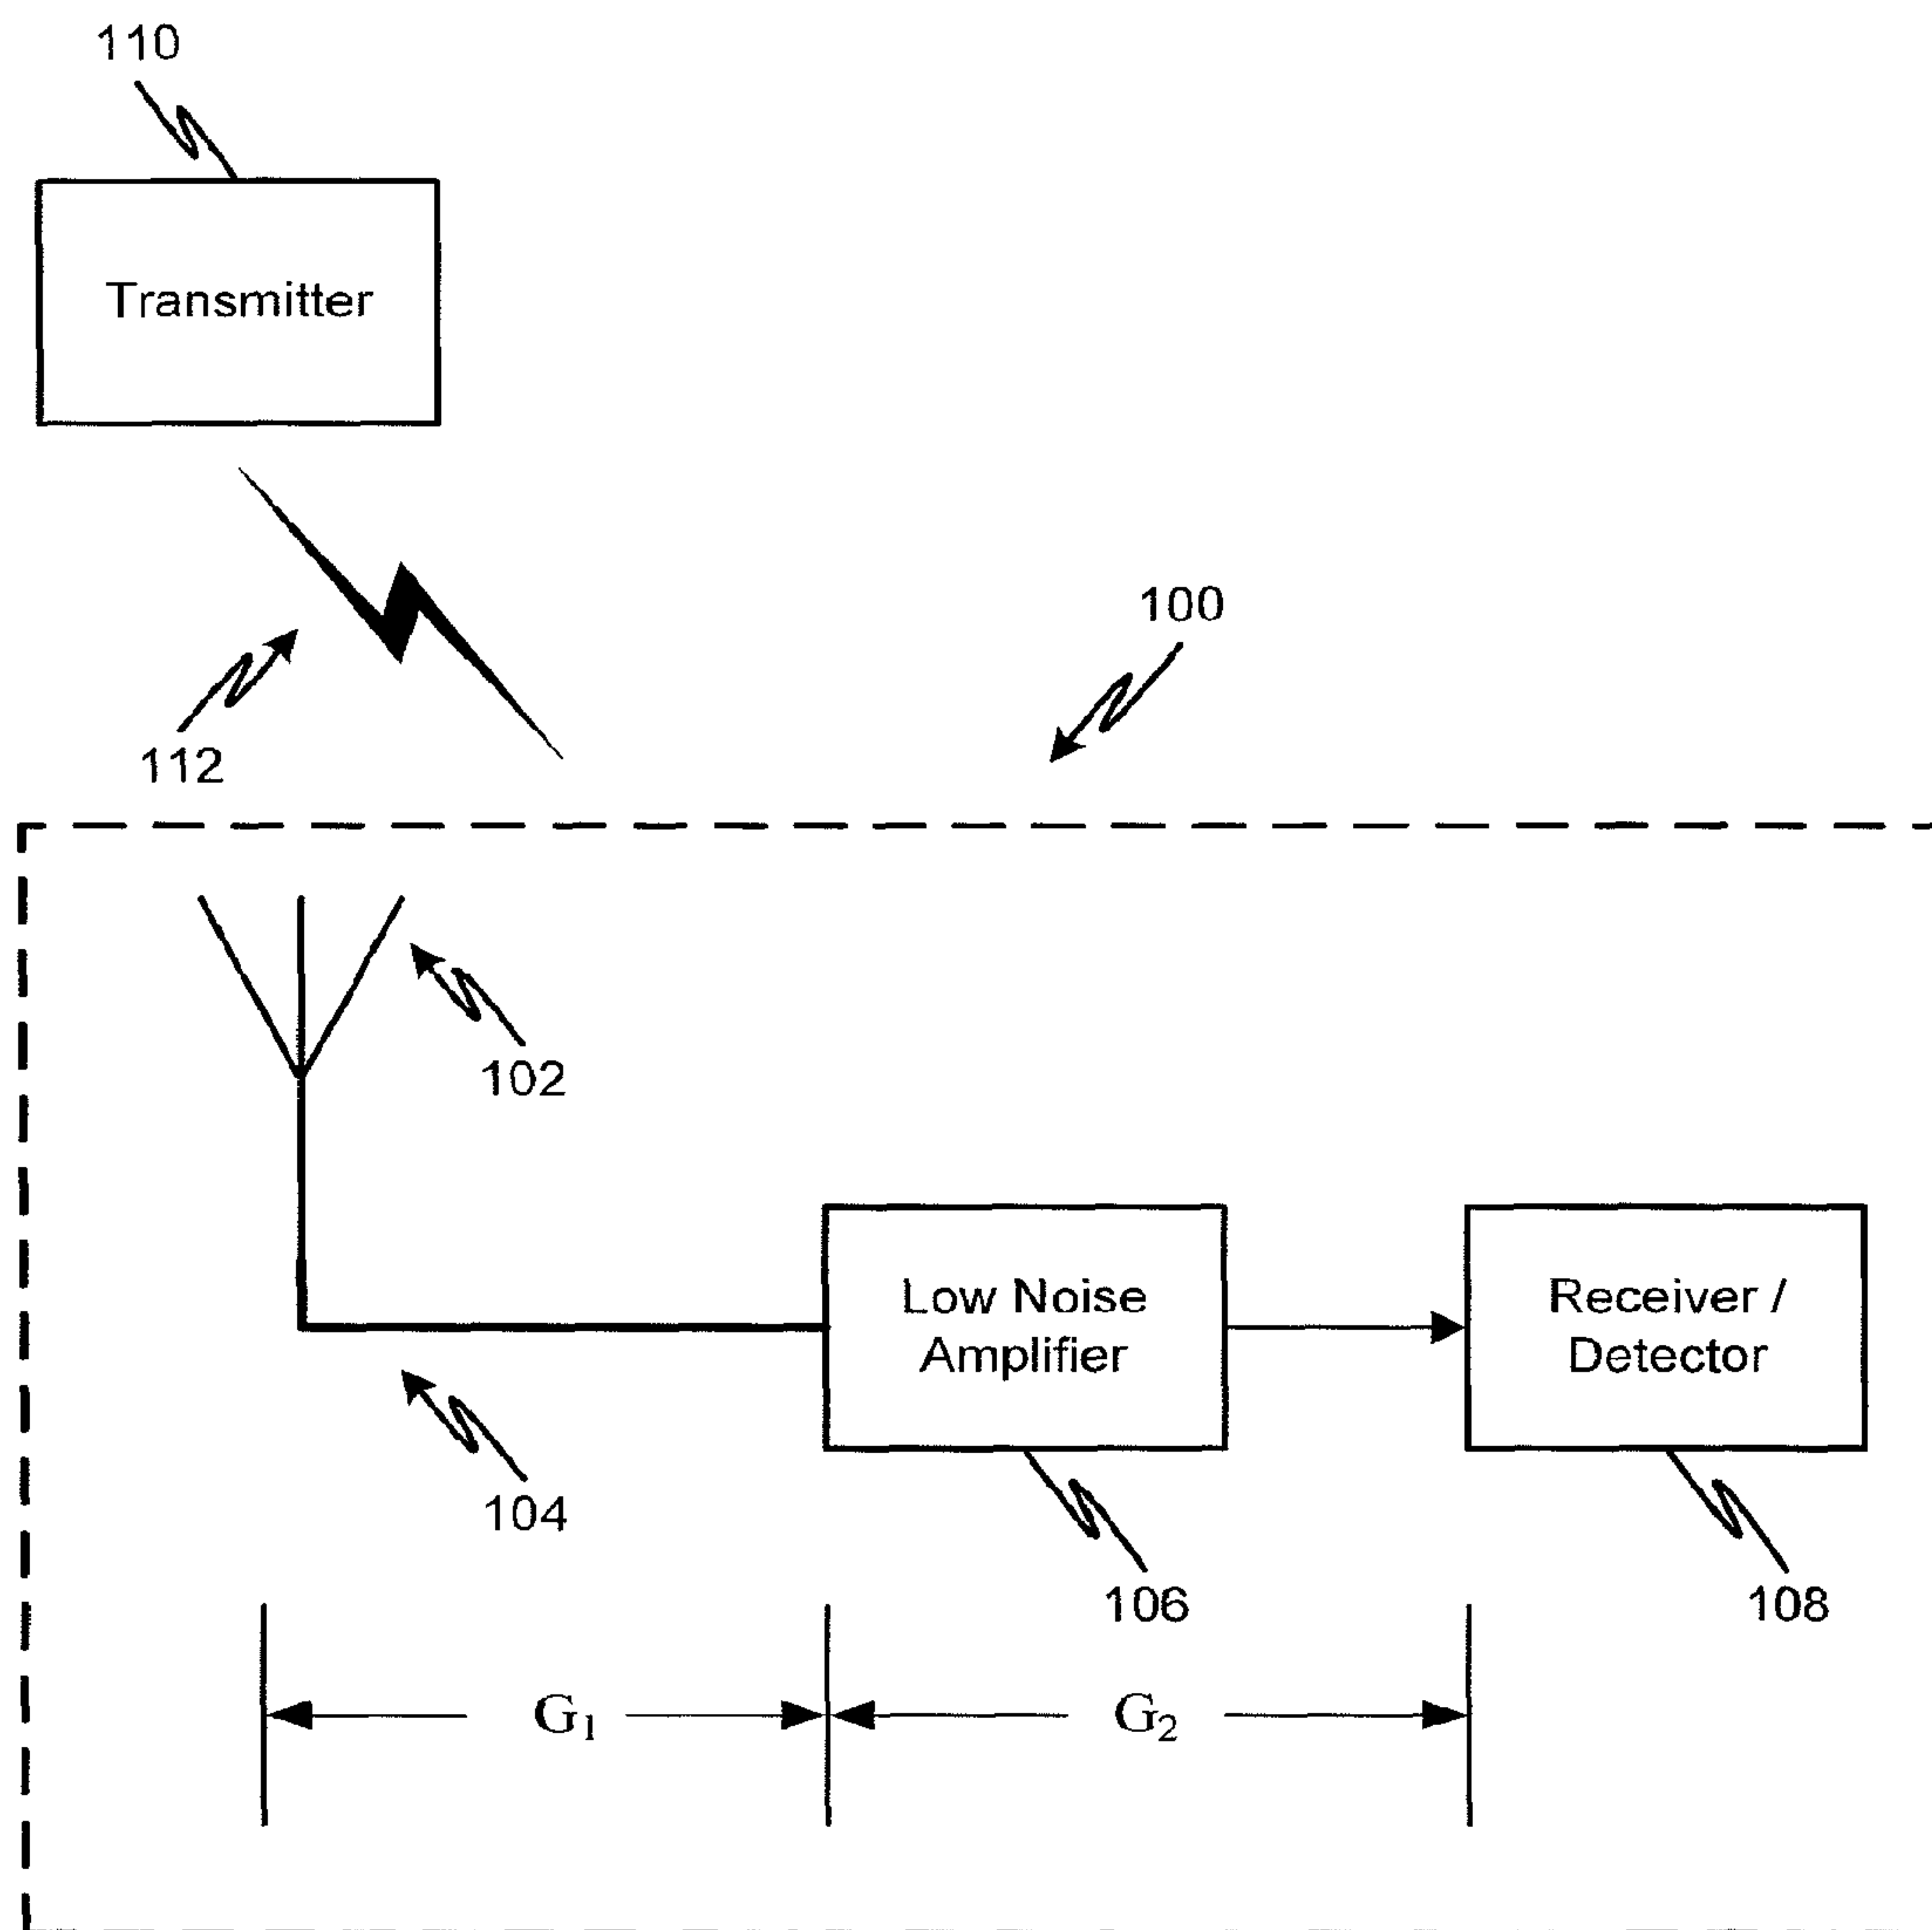 110
Transmitter
100
112
102
Low Noise
Amplifier
Receiver /
Detector
104
106
108
G₁
G₂